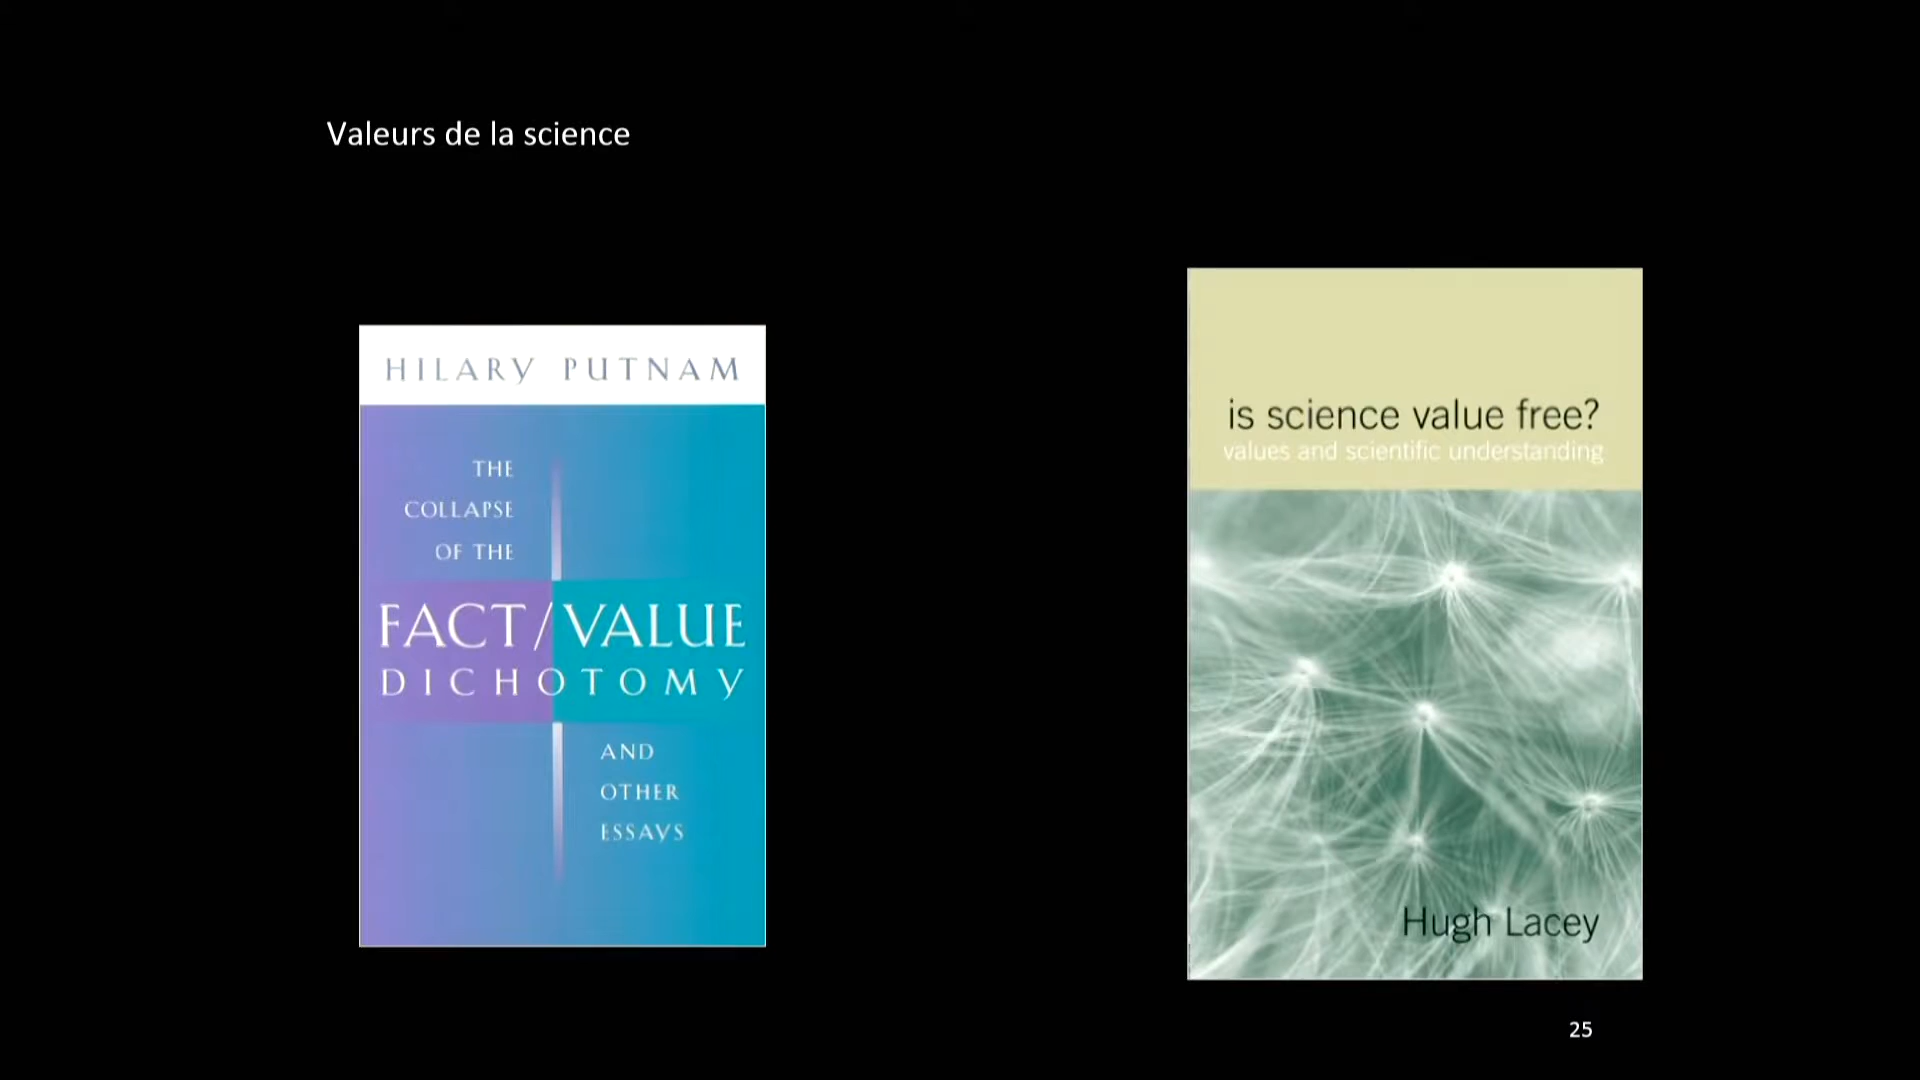 Valeurs de la science
HILARY PUTNAM
THE
COLLAPSE
OF THE
FACT/VALUE
DICHOTOMY
AND
OTHER
ESSAYS
is science value free?
values and scientific understanding
Hugh Lacey
25